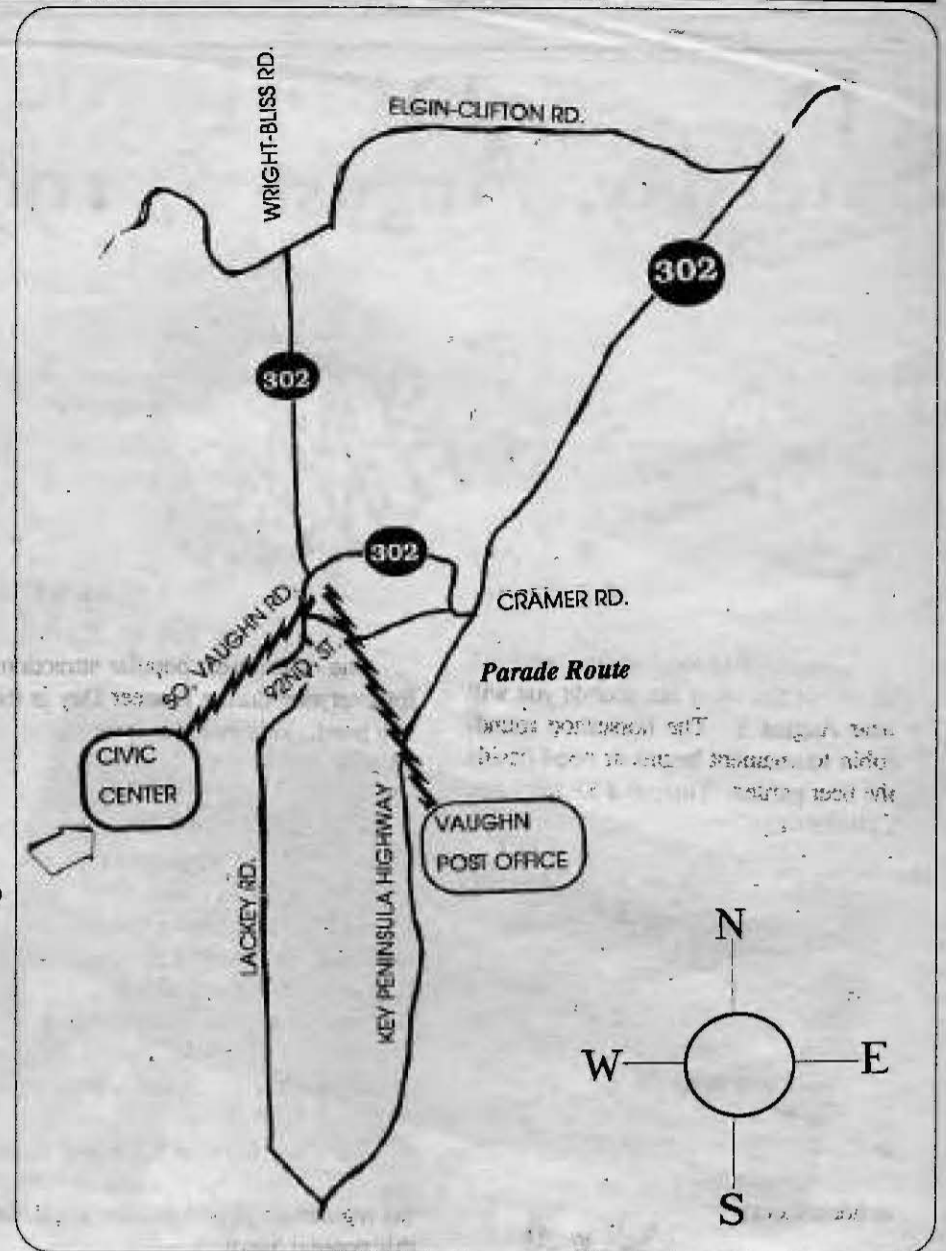 WRIGHT-BLISS RD.
ELGIN-CLIFTON RD.
302
302
302
CRAMER RD.
SO. VAUGHN RD
92ND. ST
Parade Route
CIVIC
CENTER
VAUGHN
POST OFFICE
LACKEY RD.
KEY PENINSULA HIGHWAY
N
W
E
S